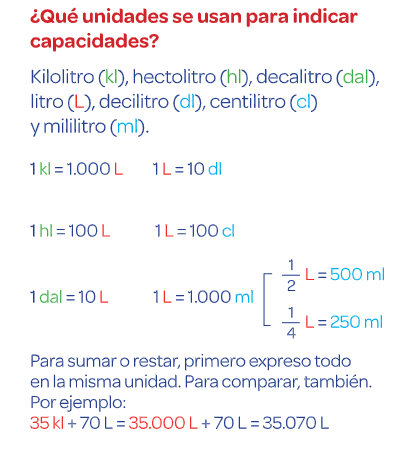 ¿Qué unidades se usan para indicar
capacidades?
Kilolitro (kl), hectolitro (hl), decalitro (dal),
litro (L), decilitro (dl), centilitro (cl)
y mililitro (ml).
1 kl = 1.000 L 1 L = 10 dl
1 hl = 100 L 1 L = 100 cl
1 dal = 10 L 1 L = 1.000 ml
1/2 L = 500 ml
1/4 L = 250 ml
Para sumar o restar, primero expreso todo
en la misma unidad. Para comparar, también.
Por ejemplo:
35 kl + 70 L = 35.000 L + 70 L = 35.070 L